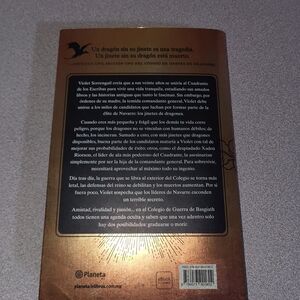 Un dragón sin su jinete es una tragedia.
Un jinete sin su dragón está muerto.
Violet Sorrengail creía que a sus veinte años se uniría al Cuadrante
de los Escribas para vivir una vida tranquila, estudiando sus amados
libros y las historias antiguas que tanto le fascinan. Sin embargo, por
órdenes de su madre, la temida comandante general, Violet debe
unirse a los miles de candidatos que luchan por formar parte de la
élite de Navarre: los jinetes de dragones.
Cuando eres más pequeña y frágil que los demás tu vida corre
peligro, porque los dragones no se vinculan con humanos débiles; de
hecho, los incineran. Sumado a esto, con más jinetes que dragones
disponibles, buena parte de los candidatos mataría a Violet con tal de
mejorar sus probabilidades de éxito; otros, como el despiadado Xaden
Riorson, el líder de ala más poderoso del Cuadrante, la asesinarían
simplemente por ser la hija de la comandante general. Para sobrevivir,
necesitará aprovechar al máximo todo su ingenio.
Día tras día, la guerra que se libra al exterior del Colegio se torna más
letal, las defensas del reino se debilitan y los muertos aumentan. Por si
fuera poco, Violet sospecha que los líderes de Navarre esconden
un terrible secreto.
Amistad, rivalidad y pasión... en el Colegio de Guerra de Basgiath
todos tienen una agenda oculta y saben que una vez adentro solo
hay dos posibilidades: graduarse o morir.
Planeta
planetadelibros.com.mx